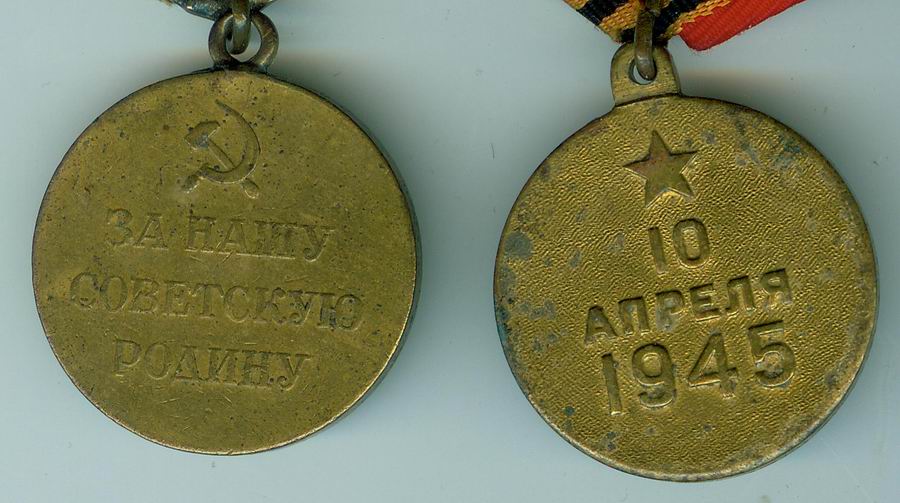 ЗА НАШУ
СОВЕТСКУЮ
РОДИНУ
10
АПРЕЛЯ
1945